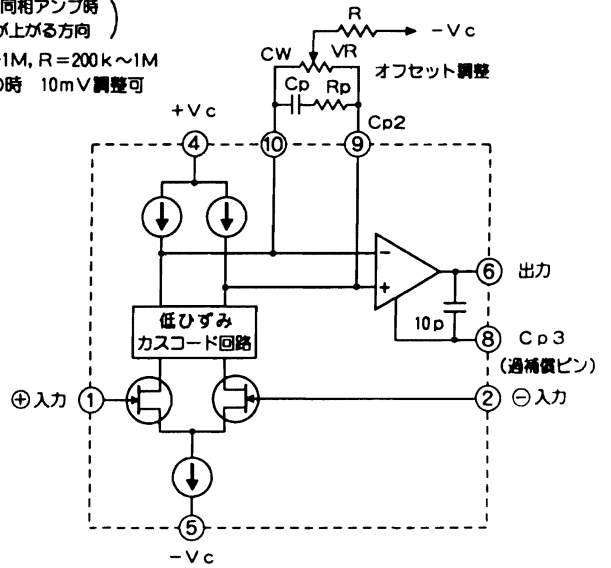 同相アンプ時
が上がる方向
1M, R=200k~1M
0時 10mV調整可
R
-Vc
CW
VR
オフセット調整
Cp
Rp
+Vc
Cp2
4
10
9
-
+
6 出力
10p
低ひずみ
カスコード回路
8 Cp3
(過補償ピン)
⊕入力 1
2 ⊖入力
5
-Vc